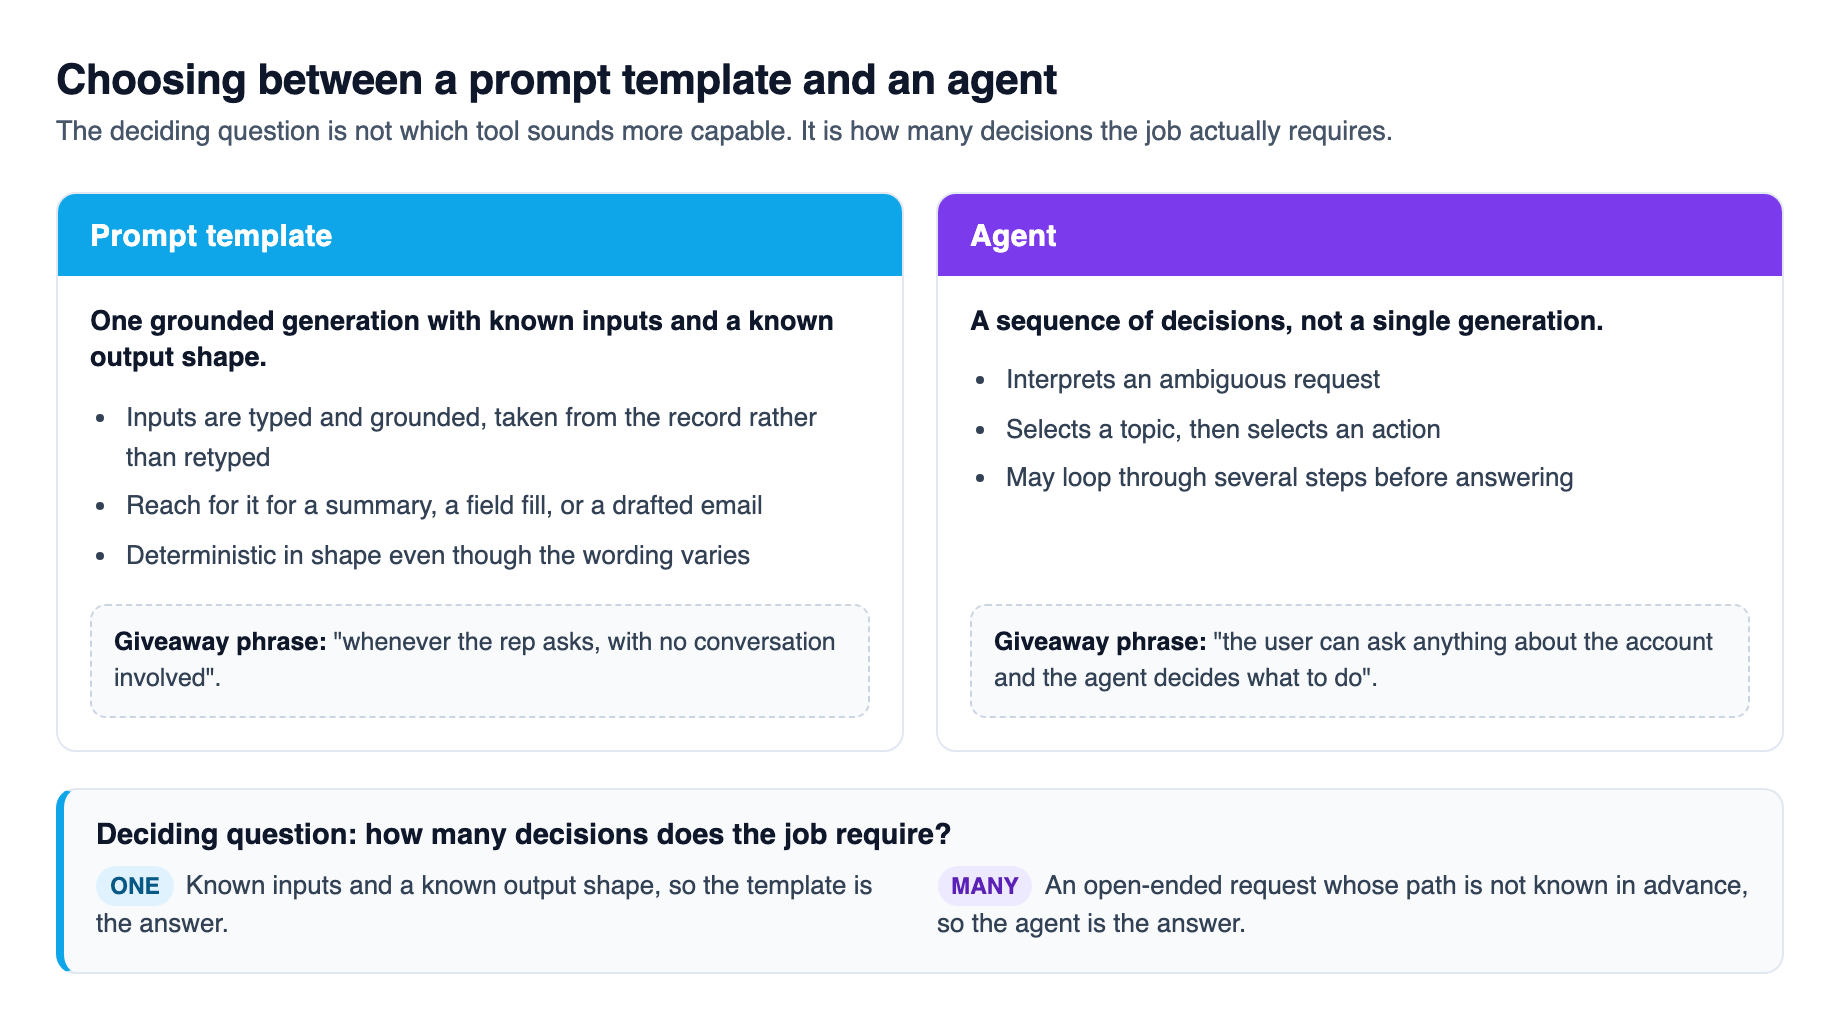 Choosing between a prompt template and an agent
The deciding question is not which tool sounds more capable. It is how many decisions the job actually requires.
Prompt template
One grounded generation with known inputs and a known
output shape.
• Inputs are typed and grounded, taken from the record rather
than retyped
• Reach for it for a summary, a field fill, or a drafted email
• Deterministic in shape even though the wording varies
Giveaway phrase: "whenever the rep asks, with no conversation
involved".
Agent
A sequence of decisions, not a single generation.
• Interprets an ambiguous request
• Selects a topic, then selects an action
• May loop through several steps before answering
Giveaway phrase: "the user can ask anything about the account
and the agent decides what to do".
Deciding question: how many decisions does the job require?
ONE Known inputs and a known output shape, so the template is
the answer.
MANY An open-ended request whose path is not known in advance,
so the agent is the answer.